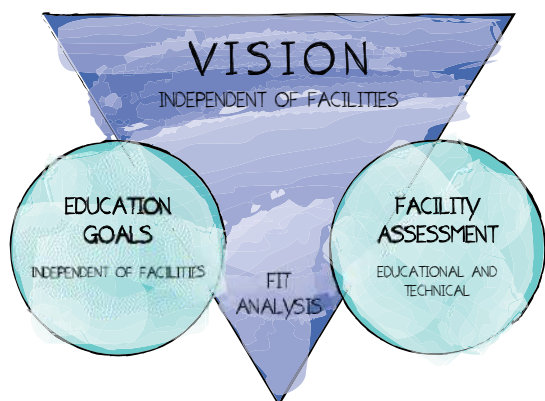 VISION
INDEPENDENT OF FACILITIES
EDUCATION
GOALS
INDEPENDENT OF FACILITIES
FACILITY
ASSESSMENT
EDUCATIONAL AND
TECHNICAL
FIT
ANALYSIS